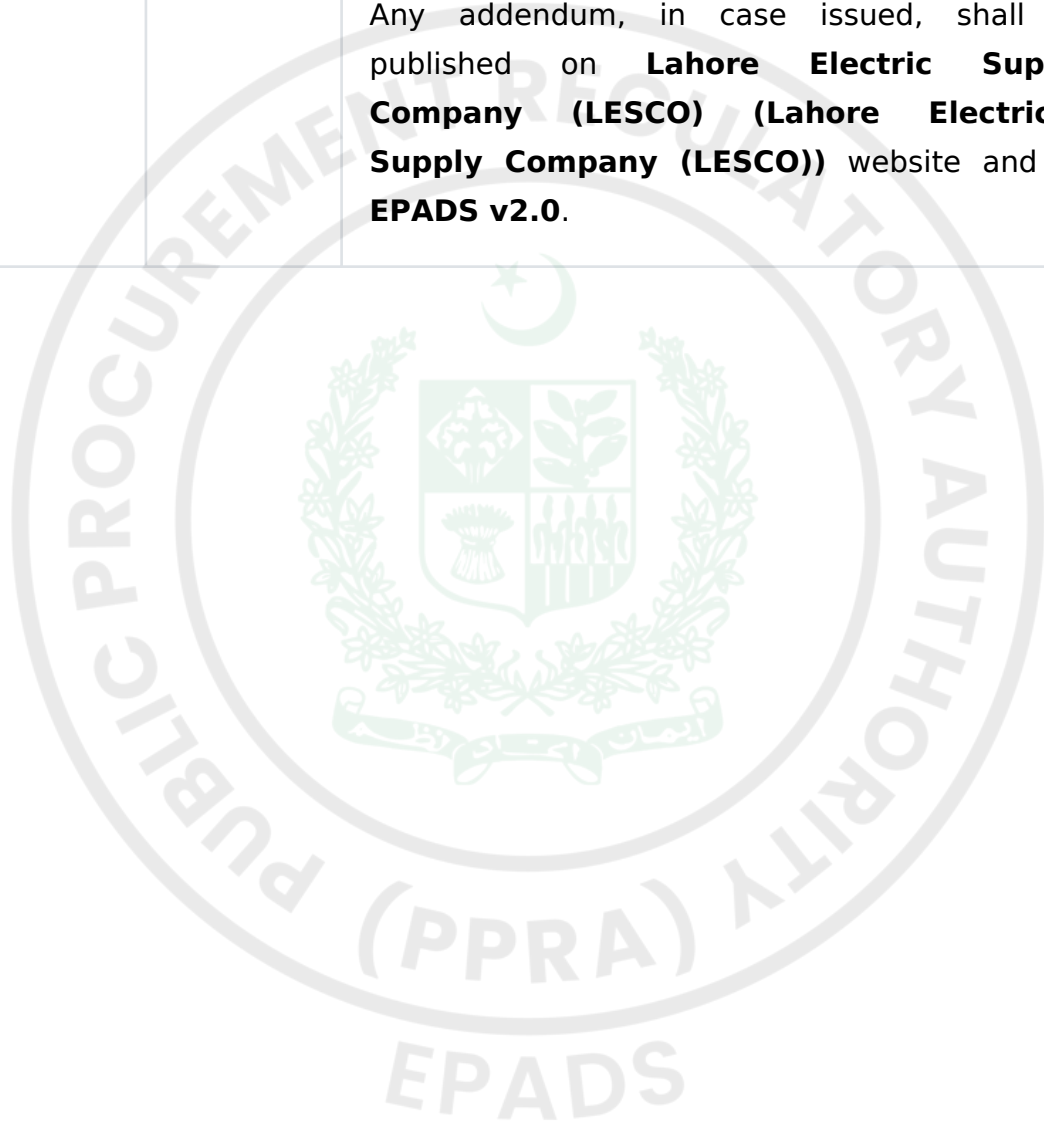 Any addendum, in case issued, shall
published on Lahore Electric Sup
Company (LESCO) (Lahore Electric
Supply Company (LESCO)) website and
EPADS v2.0.
PUBLIC PROCUREMENT REGULATORY AUTHORITY
(PPRA)
EPADS